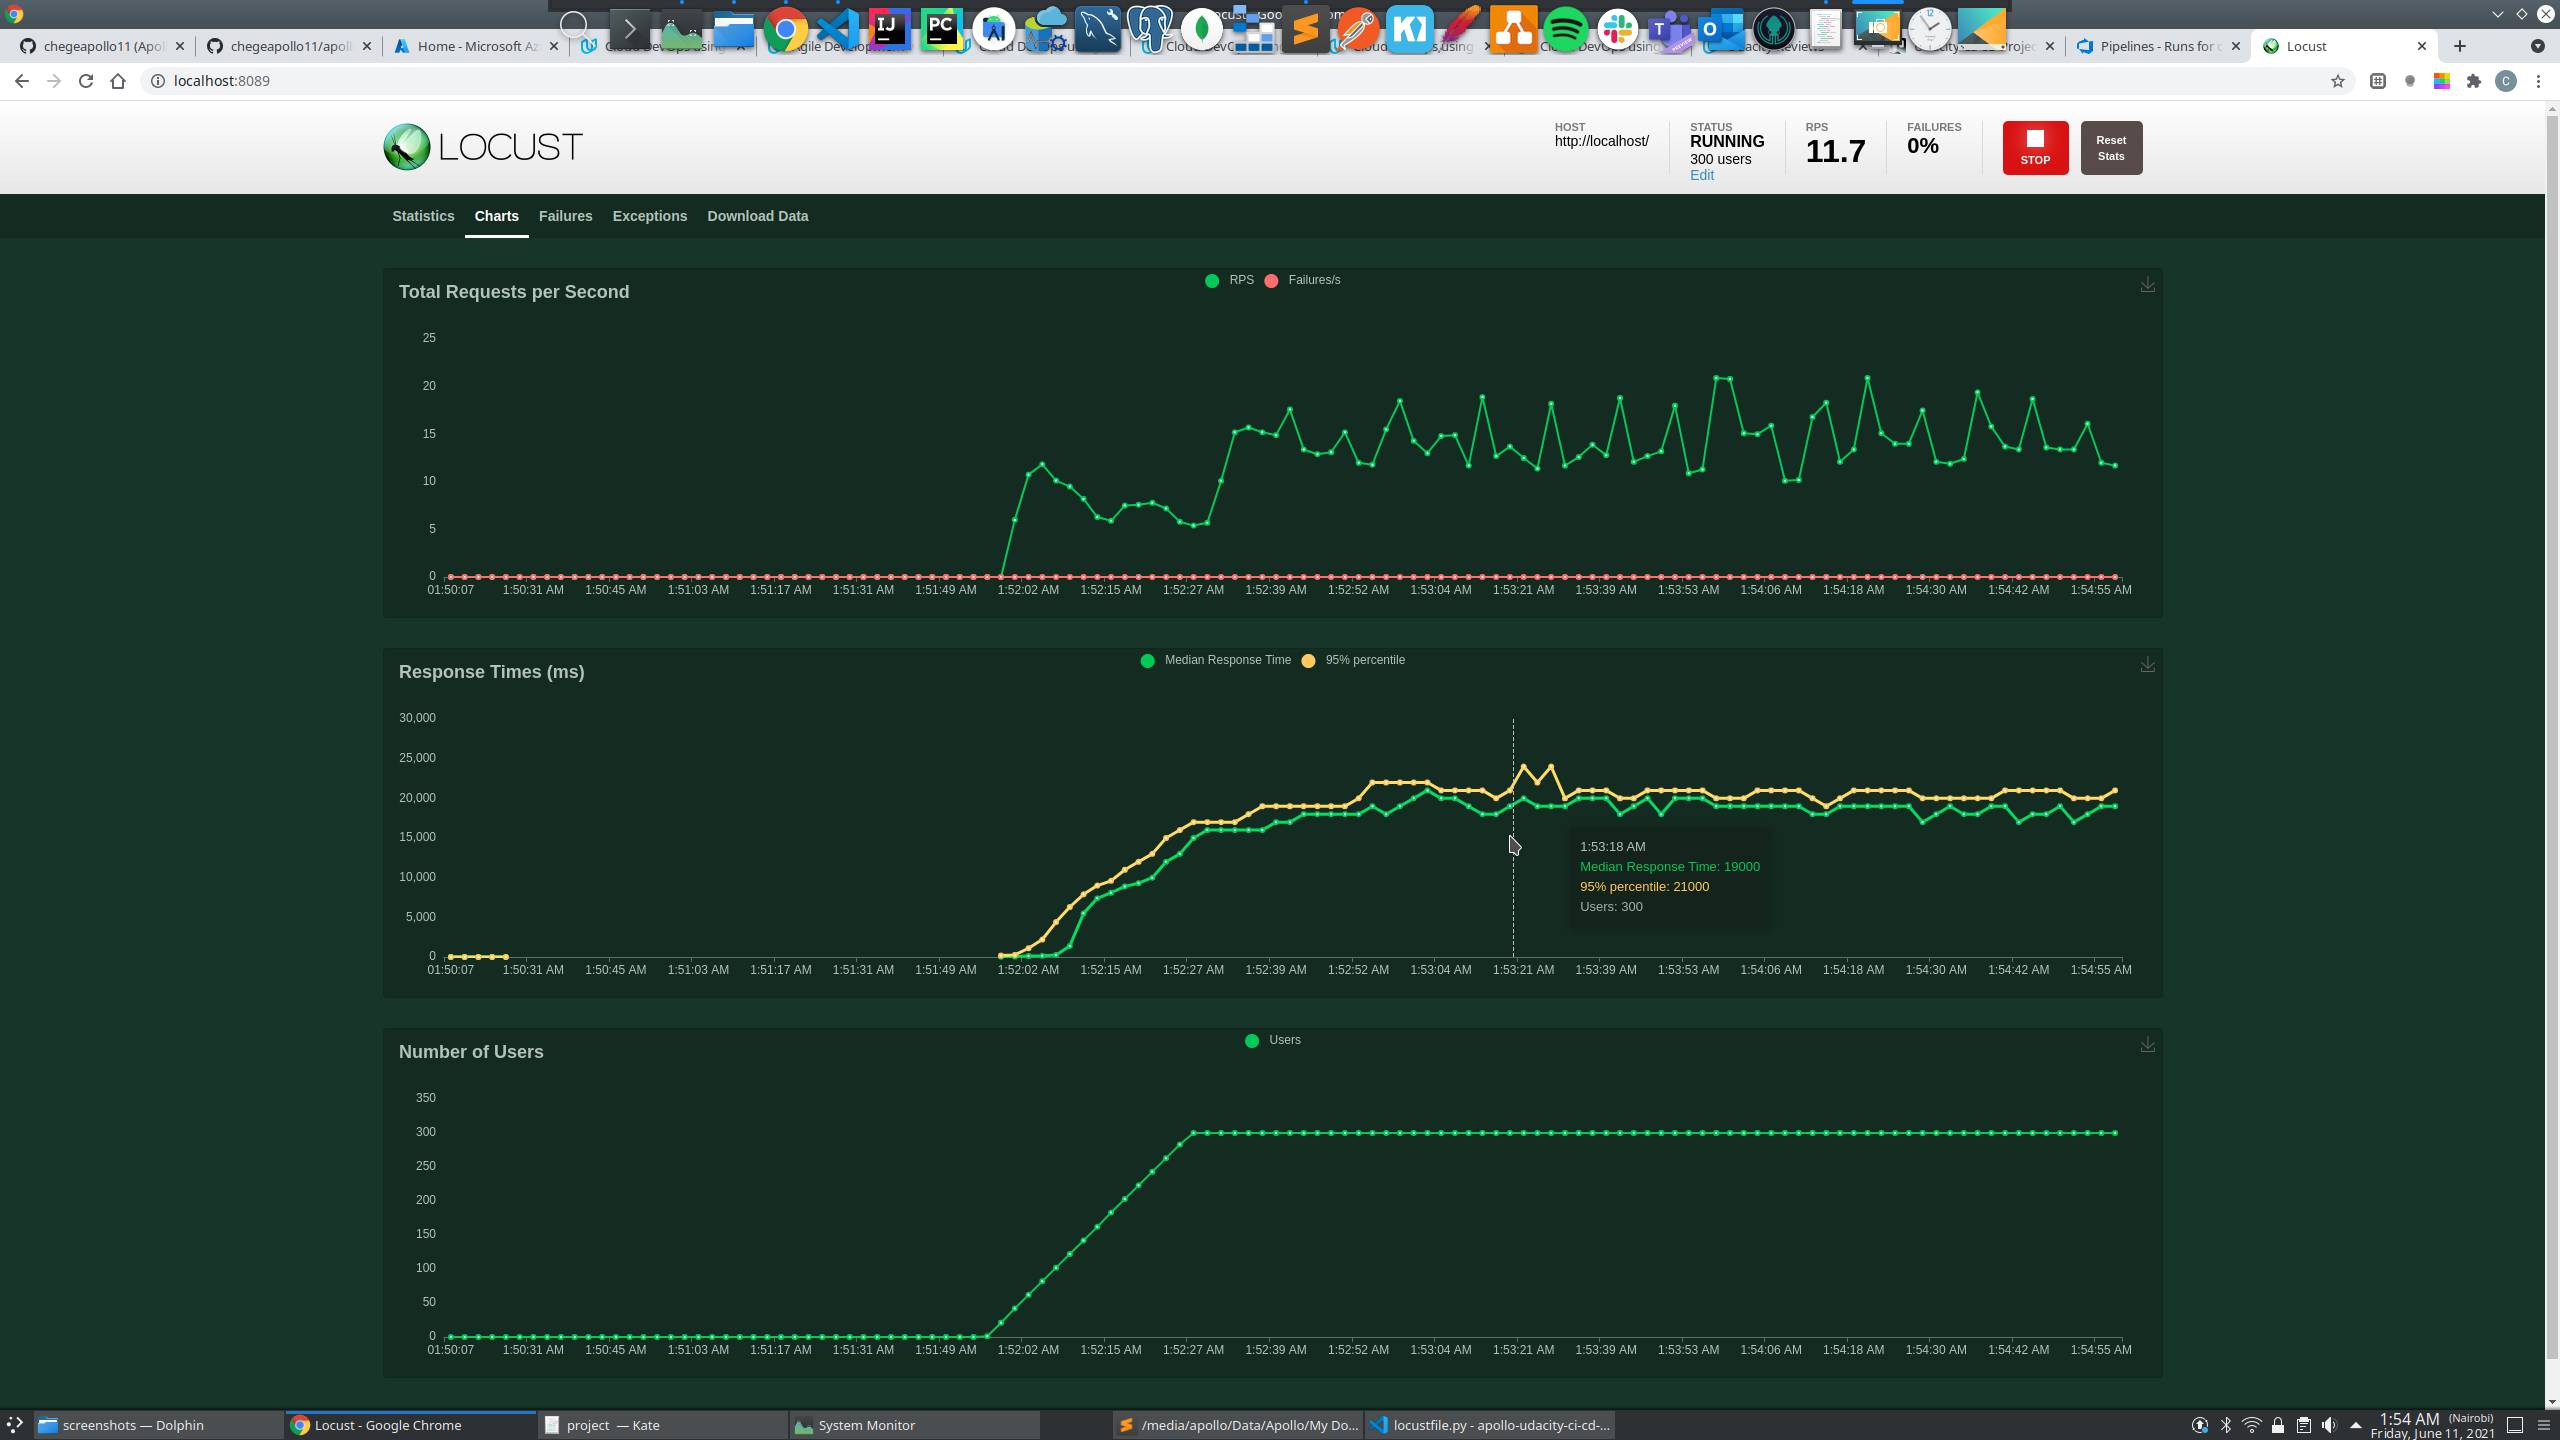 chegeapollo11 (Apol
chegeapollo11/apoll
Home - Microsoft Az
Pipelines - Runs for c
Locust
localhost:8089
C
LOCUST
HOST
http://localhost/
STATUS
RUNNING
300 users
Edit
RPS
11.7
FAILURES
0%
STOP
Reset
Stats
Statistics
Charts
Failures
Exceptions
Download Data
Total Requests per Second
RPS
Failures/s
25
20
15
10
5
0
01:50:07
1:50:31 AM
1:50:45 AM
1:51:03 AM
1:51:17 AM
1:51:31 AM
1:51:49 AM
1:52:02 AM
1:52:15 AM
1:52:27 AM
1:52:39 AM
1:52:52 AM
1:53:04 AM
1:53:21 AM
1:53:39 AM
1:53:53 AM
1:54:06 AM
1:54:18 AM
1:54:30 AM
1:54:42 AM
1:54:55 AM
Response Times (ms)
Median Response Time
95% percentile
30,000
25,000
20,000
15,000
10,000
5,000
0
1:53:18 AM
Median Response Time: 19000
95% percentile: 21000
Users: 300
01:50:07
1:50:31 AM
1:50:45 AM
1:51:03 AM
1:51:17 AM
1:51:31 AM
1:51:49 AM
1:52:02 AM
1:52:15 AM
1:52:27 AM
1:52:39 AM
1:52:52 AM
1:53:04 AM
1:53:21 AM
1:53:39 AM
1:53:53 AM
1:54:06 AM
1:54:18 AM
1:54:30 AM
1:54:42 AM
1:54:55 AM
Number of Users
Users
350
300
250
200
150
100
50
0
01:50:07
1:50:31 AM
1:50:45 AM
1:51:03 AM
1:51:17 AM
1:51:31 AM
1:51:49 AM
1:52:02 AM
1:52:15 AM
1:52:27 AM
1:52:39 AM
1:52:52 AM
1:53:04 AM
1:53:21 AM
1:53:39 AM
1:53:53 AM
1:54:06 AM
1:54:18 AM
1:54:30 AM
1:54:42 AM
1:54:55 AM
screenshots — Dolphin
Locust - Google Chrome
project — Kate
System Monitor
/media/apollo/Data/Apollo/My Do...
locustfile.py - apollo-udacity-ci-cd-...
1:54 AM (Nairobi)
Friday, June 11, 2021